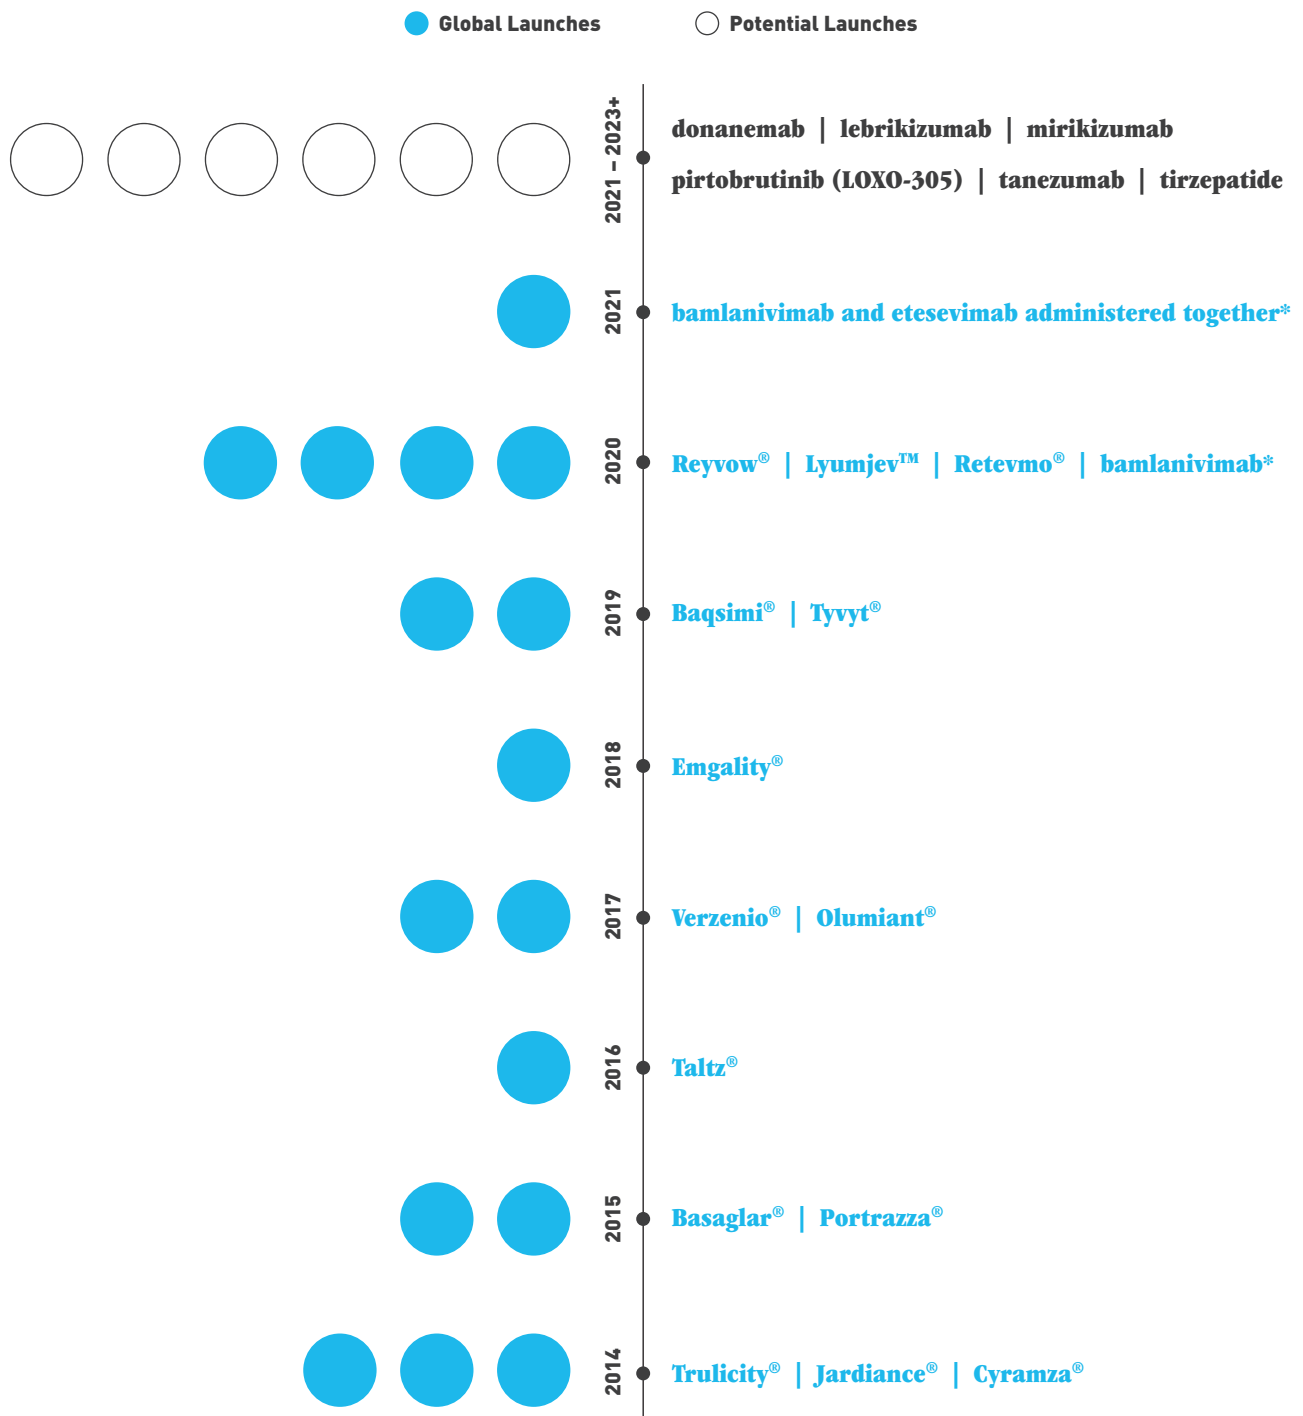 Global Launches
Potential Launches
2021 – 2023+
donanemab | lebrikizumab | mirikizumab
pirtobrutinib (LOXO-305) | tanezumab | tirzepatide
2021
bamlanivimab and etesevimab administered together*
2020
Reyvow® | Lyumjev™ | Retevmo® | bamlanivimab*
2019
Baqsimi® | Tyvyt®
2018
Emgality®
2017
Verzenio® | Olumiant®
2016
Taltz®
2015
Basaglar® | Portrazza®
2014
Trulicity® | Jardiance® | Cyramza®